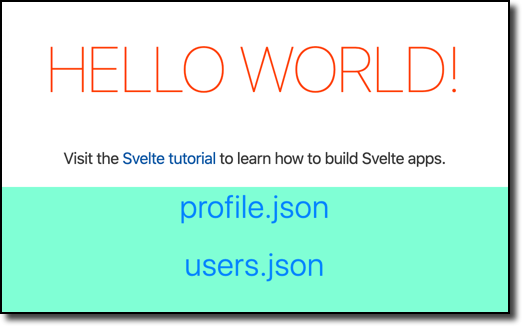 HELLO WORLD!
Visit the Svelte tutorial to learn how to build Svelte apps.
profile.json
users.json